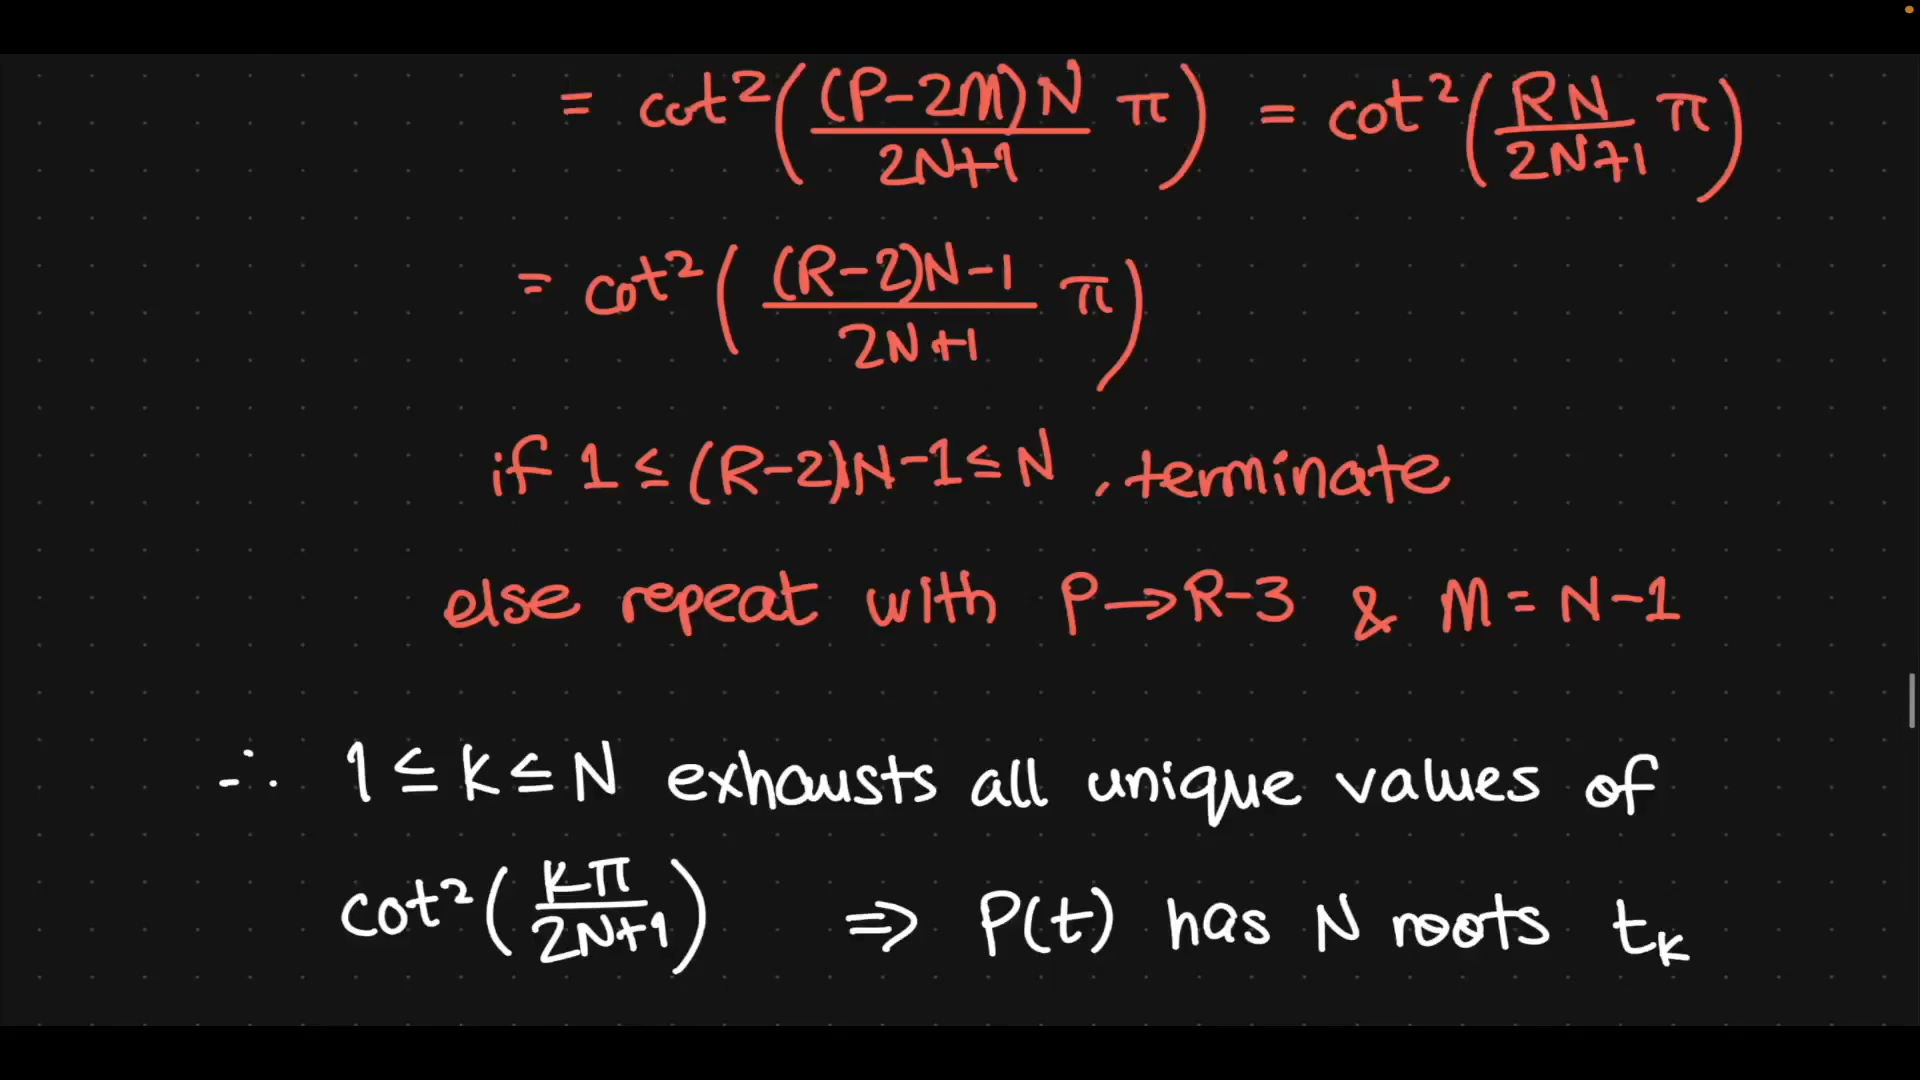 = cot²((P-2M)N/2N+1 π) = cot²(RN/2N+1 π)
= cot²((R-2)N-1/2N+1 π)
if 1 ≤ (R-2)N-1 ≤ N, terminate
else repeat with P→R-3 & M = N-1
∴ 1 ≤ K ≤ N exhausts all unique values of
cot²(Kπ/2N+1) ⇒ P(t) has N roots t_K